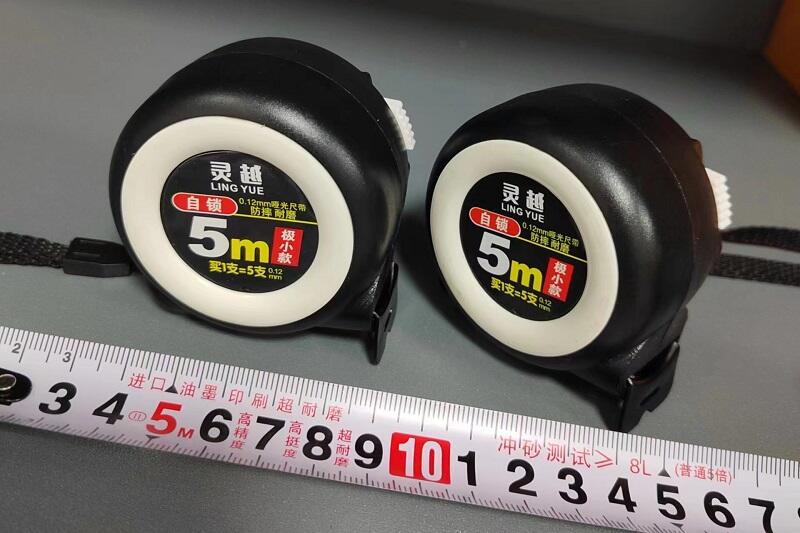 灵越
LING YUE
自锁
0.12mm哑光尺带
防摔耐磨
5m
极小款
买1支=5支 0.12mm
灵越
LING YUE
自锁
0.12mm哑光尺带
防摔耐磨
5m
极小款
买1支=5支 0.12mm
2 3
进口油墨印刷超耐磨
冲砂测试≥ 8L (普通5倍)
3 4 5M 6 高精度 7 高挺度 8 超耐磨 9 10 1 2 3 4 5 6 7